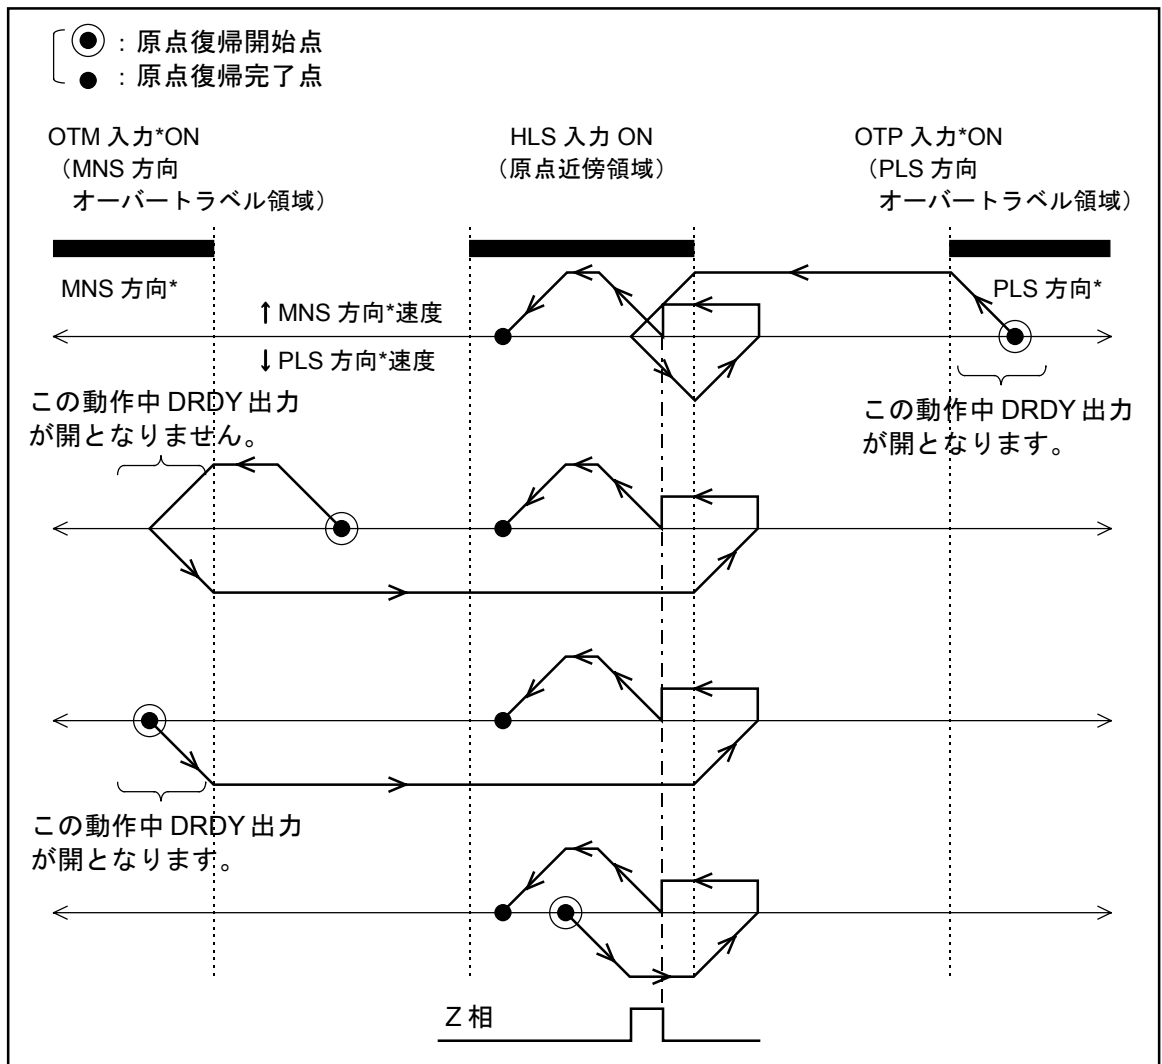 ：原点復帰開始点
：原点復帰完了点
OTM 入力*ON
（MNS 方向
オーバートラベル領域）
HLS 入力 ON
（原点近傍領域）
OTP 入力*ON
（PLS 方向
オーバートラベル領域）
MNS 方向*
↑MNS 方向*速度
↓PLS 方向*速度
PLS 方向*
この動作中 DRDY 出力
が開となりません。
この動作中 DRDY 出力
が開となります。
この動作中 DRDY 出力
が開となります。
Z 相